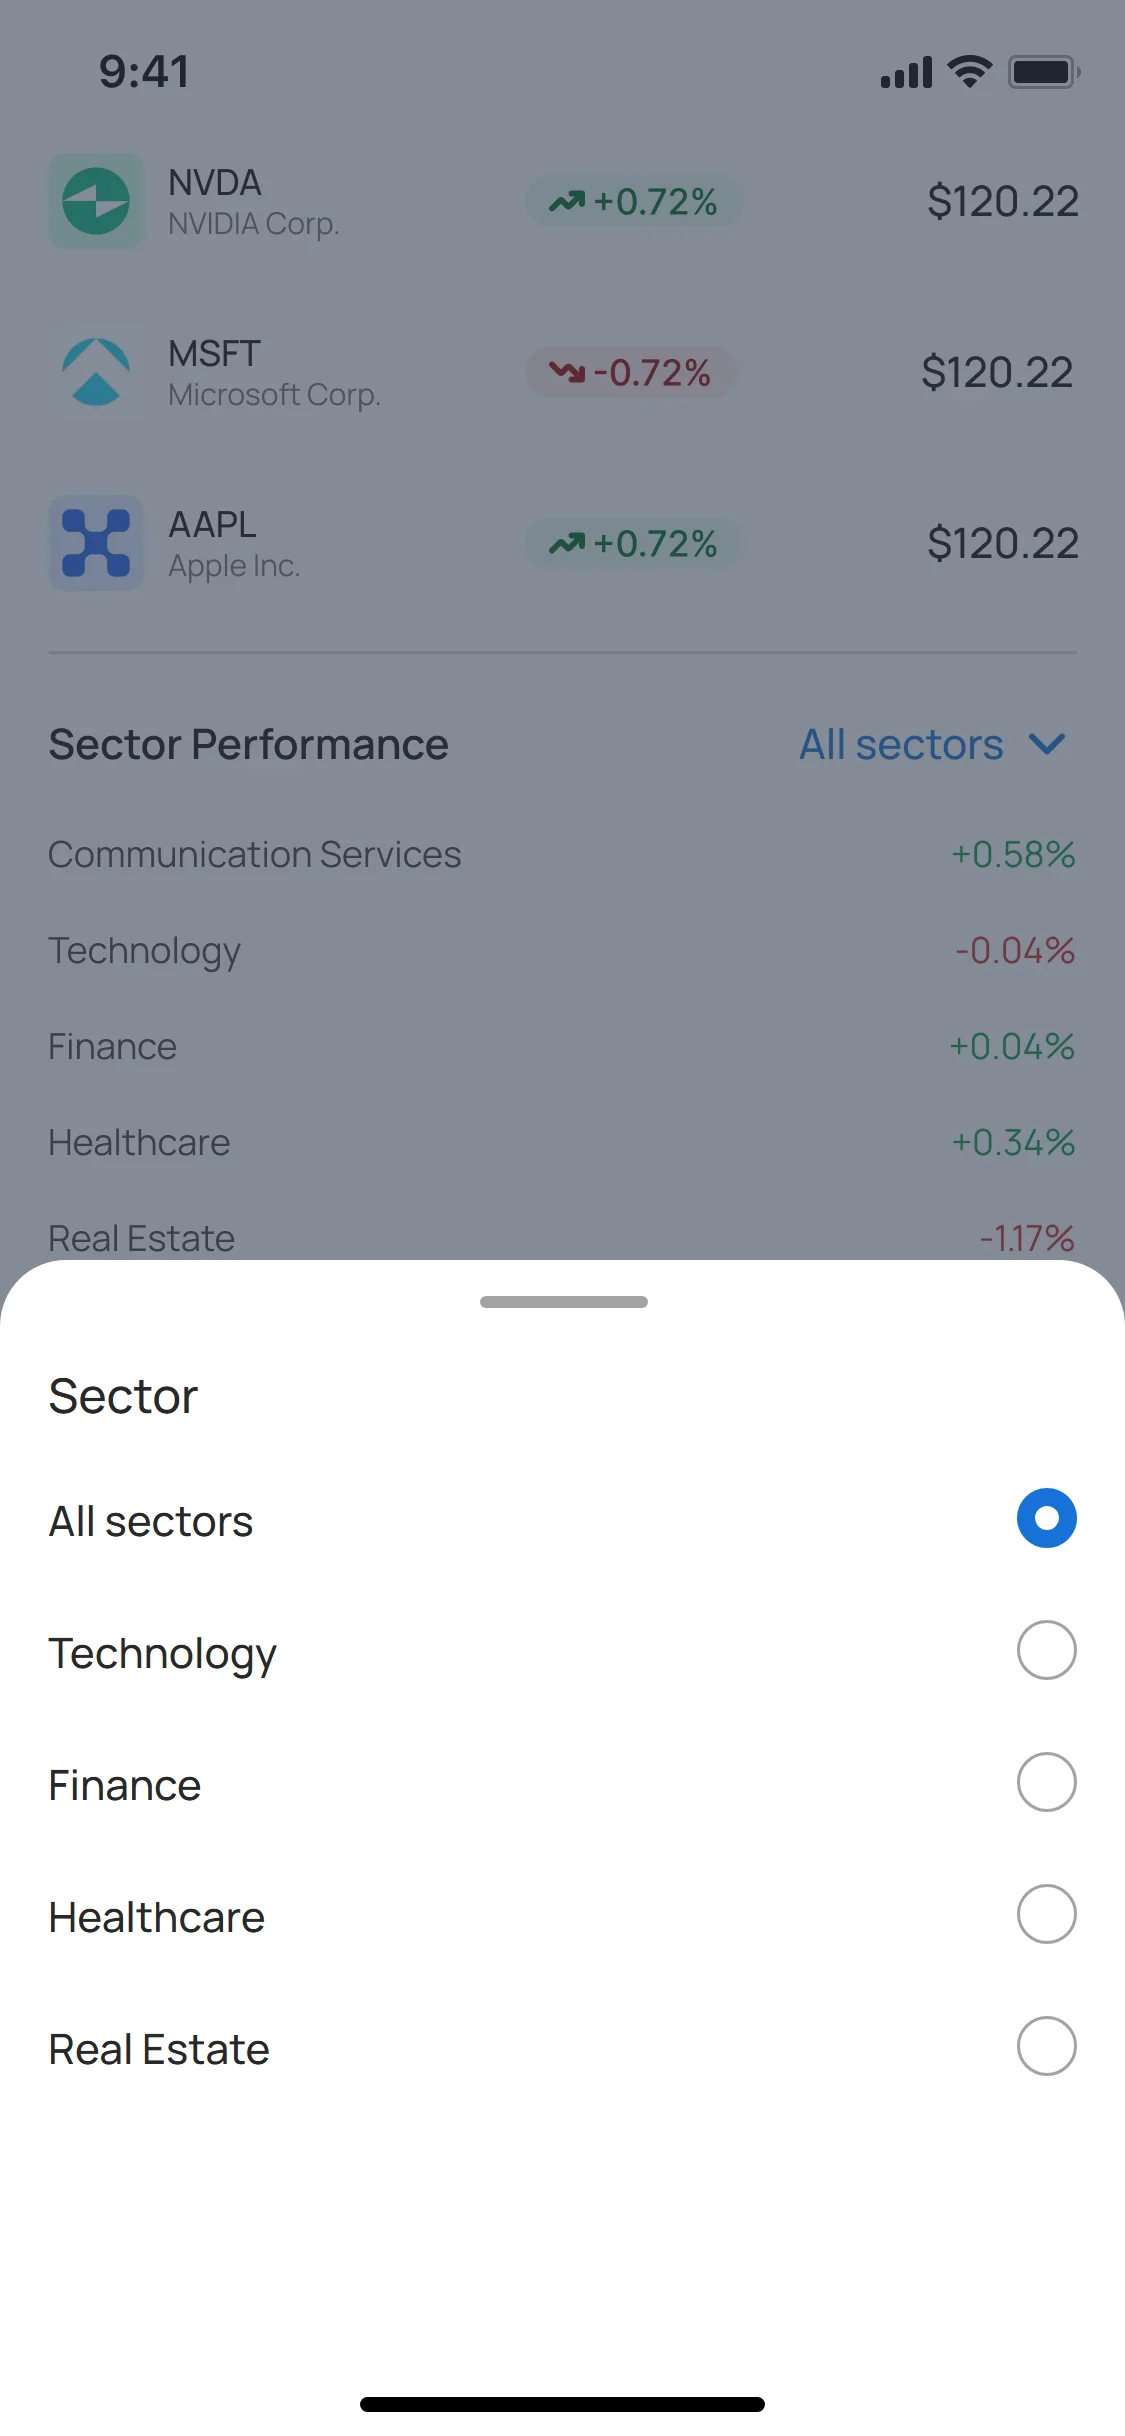 9:41
NVDA
NVIDIA Corp.
+0.72%
$120.22
MSFT
Microsoft Corp.
-0.72%
$120.22
AAPL
Apple Inc.
+0.72%
$120.22
Sector Performance
All sectors
Communication Services
+0.58%
Technology
-0.04%
Finance
+0.04%
Healthcare
+0.34%
Real Estate
-1.17%
Sector
All sectors
Technology
Finance
Healthcare
Real Estate